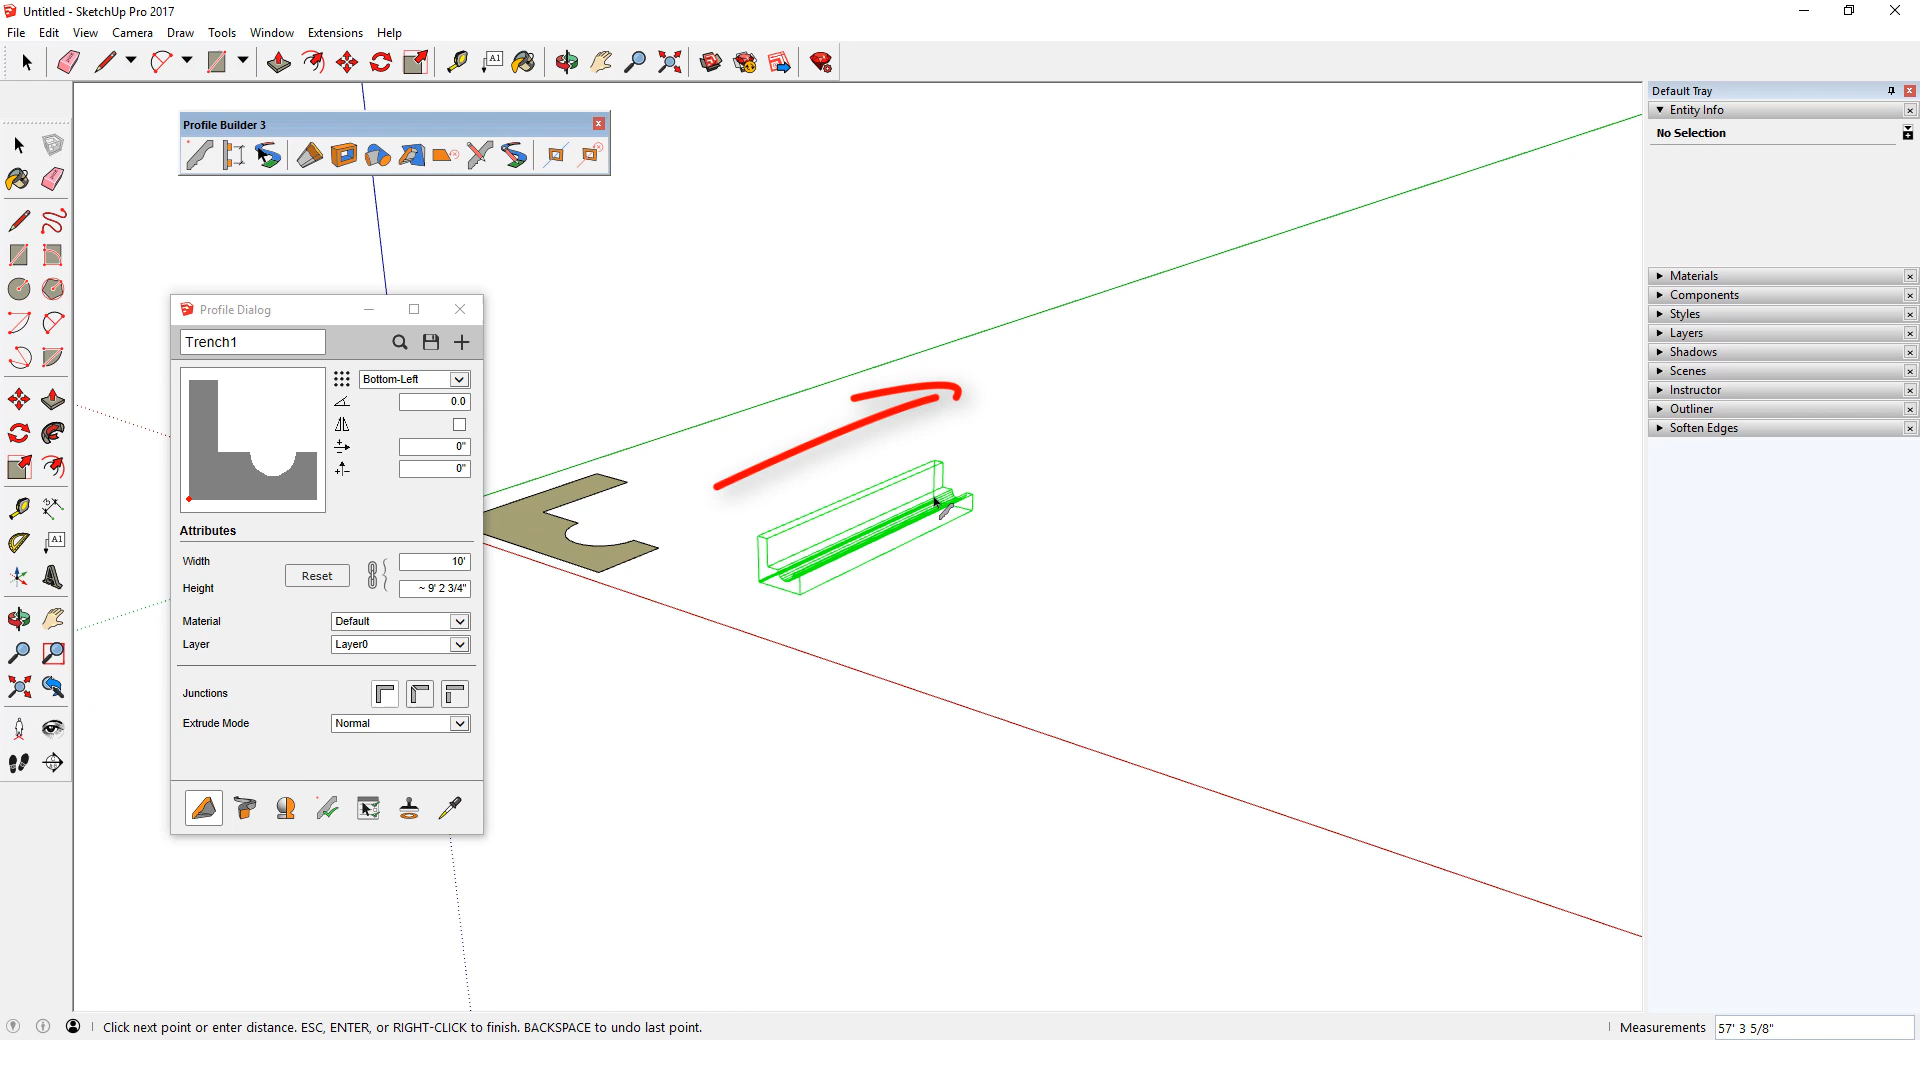 Untitled - SketchUp Pro 2017
File Edit View Camera Draw Tools Window Extensions Help
A1
Default Tray
Entity Info
No Selection
Profile Builder 3
Materials
Components
Styles
Layers
Shadows
Scenes
Instructor
Outliner
Soften Edges
Profile Dialog
Trench1
Bottom-Left
0.0
0"
0"
Attributes
Width 10'
Reset
Height ~ 9' 2 3/4"
Material Default
Layer Layer0
Junctions
Extrude Mode Normal
A1
Click next point or enter distance. ESC, ENTER, or RIGHT-CLICK to finish. BACKSPACE to undo last point.
Measurements 57' 3 5/8"